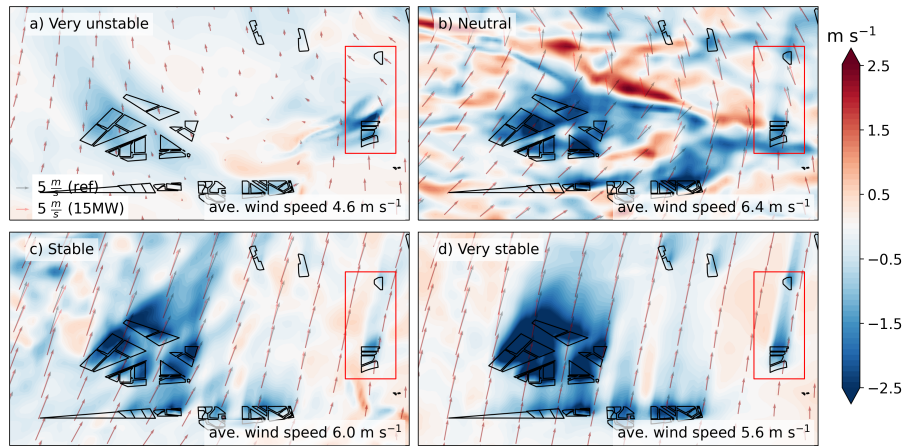 a) Very unstable
b) Neutral
m s⁻¹
2.5
1.5
0.5
−0.5
−1.5
−2.5
5 m/s (ref)
5 m/s (15MW)
ave. wind speed 4.6 m s⁻¹
ave. wind speed 6.4 m s⁻¹
c) Stable
d) Very stable
ave. wind speed 6.0 m s⁻¹
ave. wind speed 5.6 m s⁻¹